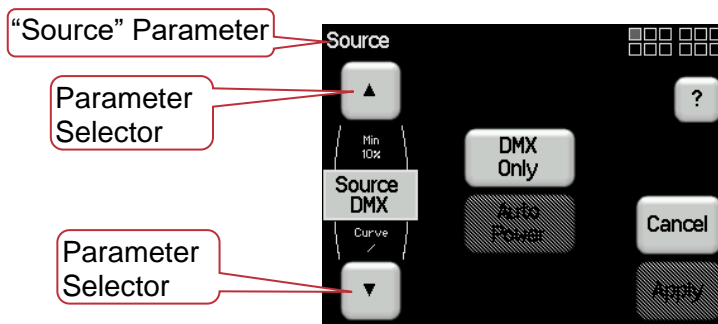 “Source” Parameter
Source
Parameter
Selector
▲
?
Min
10%
DMX
Only
Source
DMX
Auto
Power
Cancel
Curve
/
Parameter
Selector
▼
Apply